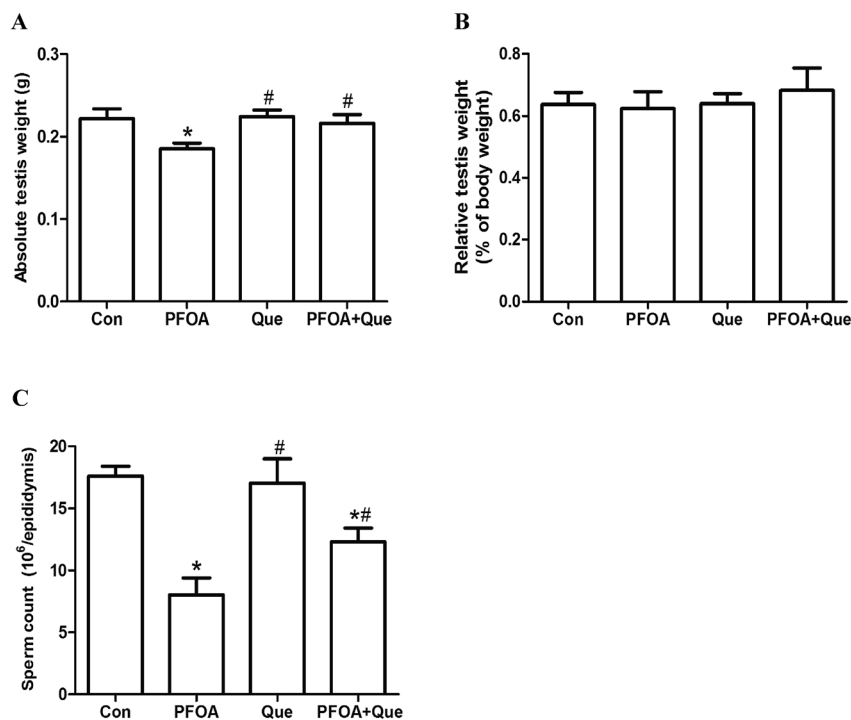 A
Absolute testis weight (g)
0.3
0.2
0.1
0.0
*
#
#
Con PFOA Que PFOA+Que
B
Relative testis weight
(% of body weight)
0.8
0.6
0.4
0.2
0.0
Con PFOA Que PFOA+Que
C
Sperm count (10⁶/epididymis)
20
15
10
5
0
*
#
*#
Con PFOA Que PFOA+Que